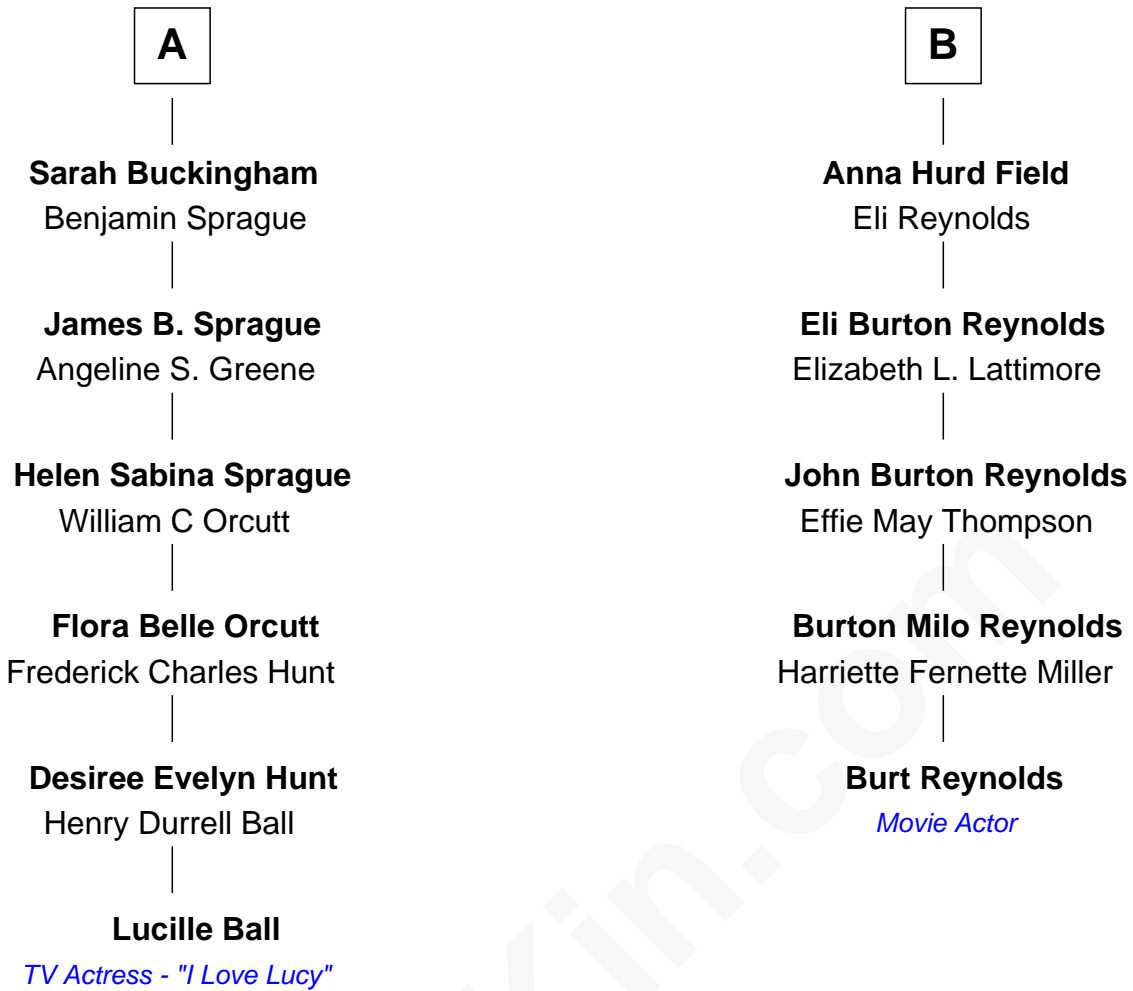 A
B
Sarah Buckingham
Benjamin Sprague
Anna Hurd Field
Eli Reynolds
James B. Sprague
Angeline S. Greene
Eli Burton Reynolds
Elizabeth L. Lattimore
Helen Sabina Sprague
William C Orcutt
John Burton Reynolds
Effie May Thompson
Flora Belle Orcutt
Frederick Charles Hunt
Burton Milo Reynolds
Harriette Fernette Miller
Desiree Evelyn Hunt
Henry Durrell Ball
Burt Reynolds
Movie Actor
Lucille Ball
TV Actress - "I Love Lucy"